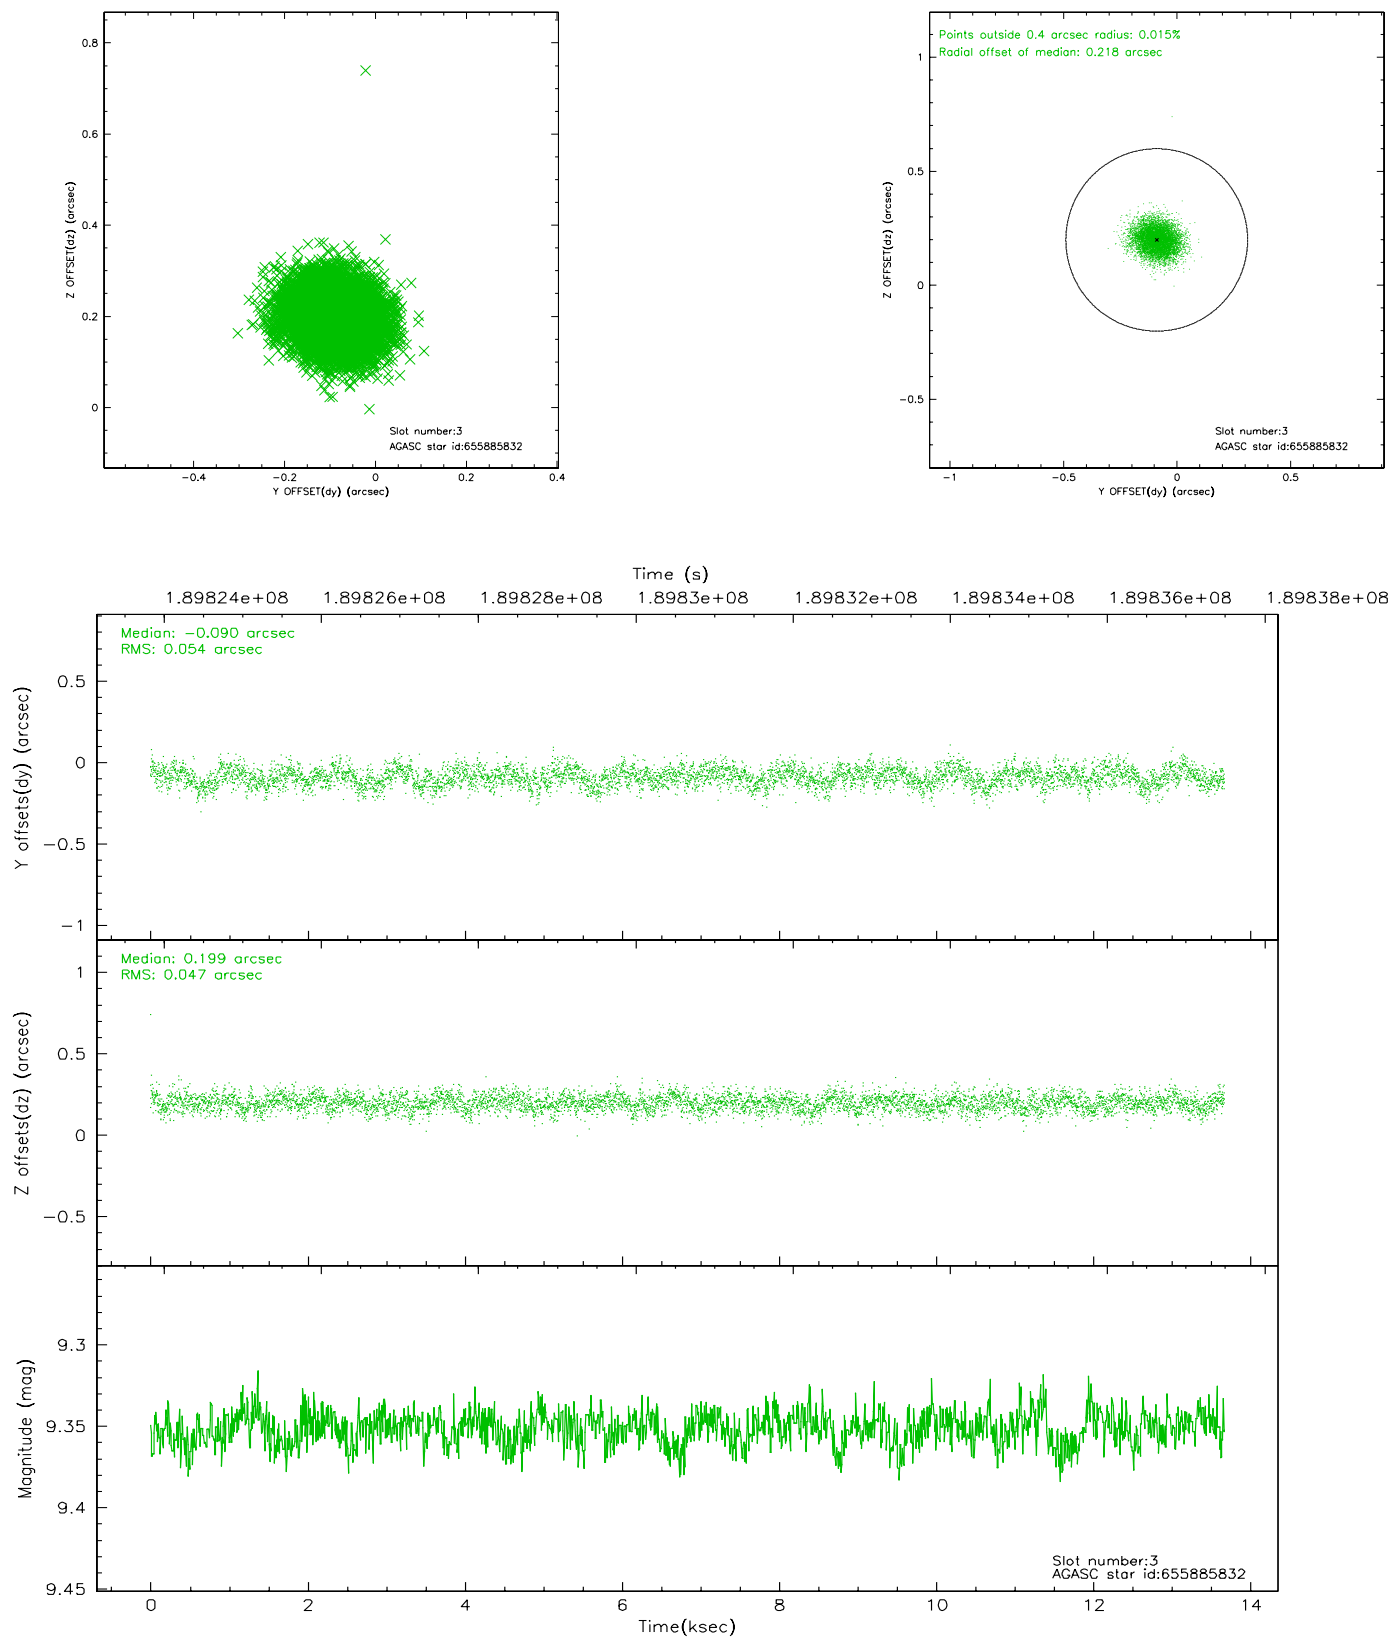 0.8
0.6
0.4
0.2
0
Z OFFSET(dz) (arcsec)
Slot number:3
AGASC star id:655885832
−0.4 −0.2 0 0.2 0.4
Y OFFSET(dy) (arcsec)
Points outside 0.4 arcsec radius: 0.015%
Radial offset of median: 0.218 arcsec
1
0.5
0
−0.5
Z OFFSET(dz) (arcsec)
Slot number:3
AGASC star id:655885832
−1 −0.5 0 0.5
Y OFFSET(dy) (arcsec)
Time (s)
1.89824e+08 1.89826e+08 1.89828e+08 1.8983e+08 1.89832e+08 1.89834e+08 1.89836e+08 1.89838e+08
Median: −0.090 arcsec
RMS: 0.054 arcsec
0.5
0
−0.5
−1
Y offsets(dy) (arcsec)
Median: 0.199 arcsec
RMS: 0.047 arcsec
1
0.5
0
−0.5
Z offsets(dz) (arcsec)
9.3
9.35
9.4
9.45
Magnitude (mag)
Slot number:3
AGASC star id:655885832
0 2 4 6 8 10 12 14
Time(ksec)